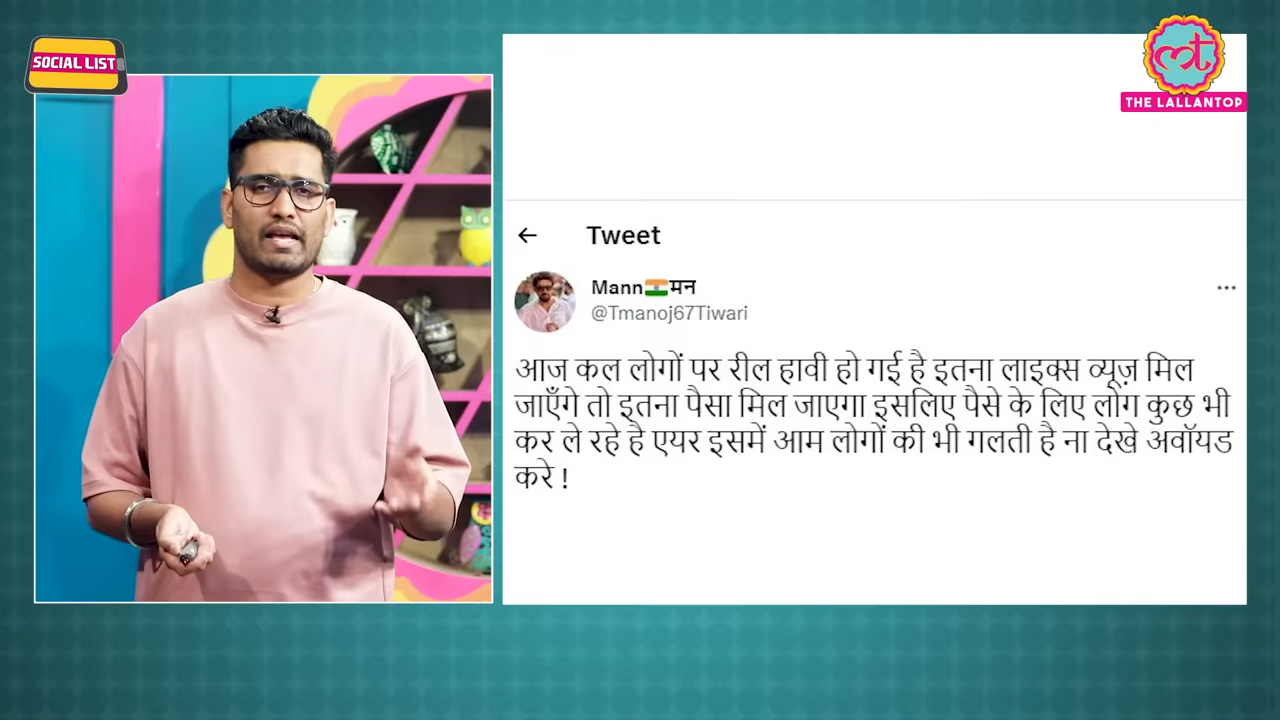 SOCIAL LIST
लт
THE LALLANTOP
Tweet
Mann🇮🇳मन
@Tmanoj67Tiwari
आज कल लोगों पर रील हावी हो गई है इतना लाइक्स व्यूज़ मिल
जाएँगे तो इतना पैसा मिल जाएगा इसलिए पैसे के लिए लोग कुछ भी
कर ले रहे है एयर इसमें आम लोगों की भी गलती है ना देखे अवॉयड
करे !